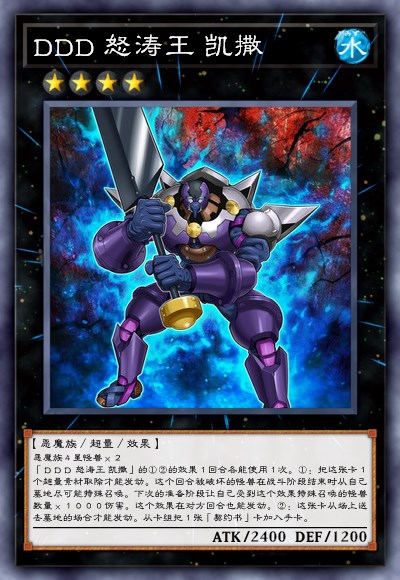 DDD 怒涛王 凯撒
水
【恶魔族／超量／效果】
恶魔族4星怪兽×2
「DDD 怒涛王 凯撒」的①②的效果1回合各能使用1次。①：把这张卡1
个超量素材取除才能发动。这个回合被破坏的怪兽在战斗阶段结束时从自己
墓地尽可能特殊召唤。下次的准备阶段让自己受到这个效果特殊召唤的怪兽
数量×1000伤害。这个效果在对方回合也能发动。②：这张卡从场上送
去墓地的场合才能发动。从卡组把1张「契约书」卡加入手卡。
ATK/2400 DEF/1200